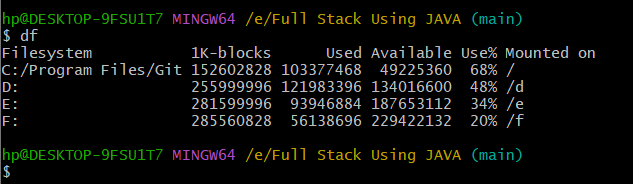 hp@DESKTOP-9FSU1T7 MINGW64 /e/Full Stack Using JAVA (main)
$ df
Filesystem           1K-blocks      Used Available Use% Mounted on
C:/Program Files/Git 152602828 103377468  49225360  68% /
D:                   255999996 121983396 134016600  48% /d
E:                   281599996  93946884 187653112  34% /e
F:                   285560828  56138696 229422132  20% /f
hp@DESKTOP-9FSU1T7 MINGW64 /e/Full Stack Using JAVA (main)
$